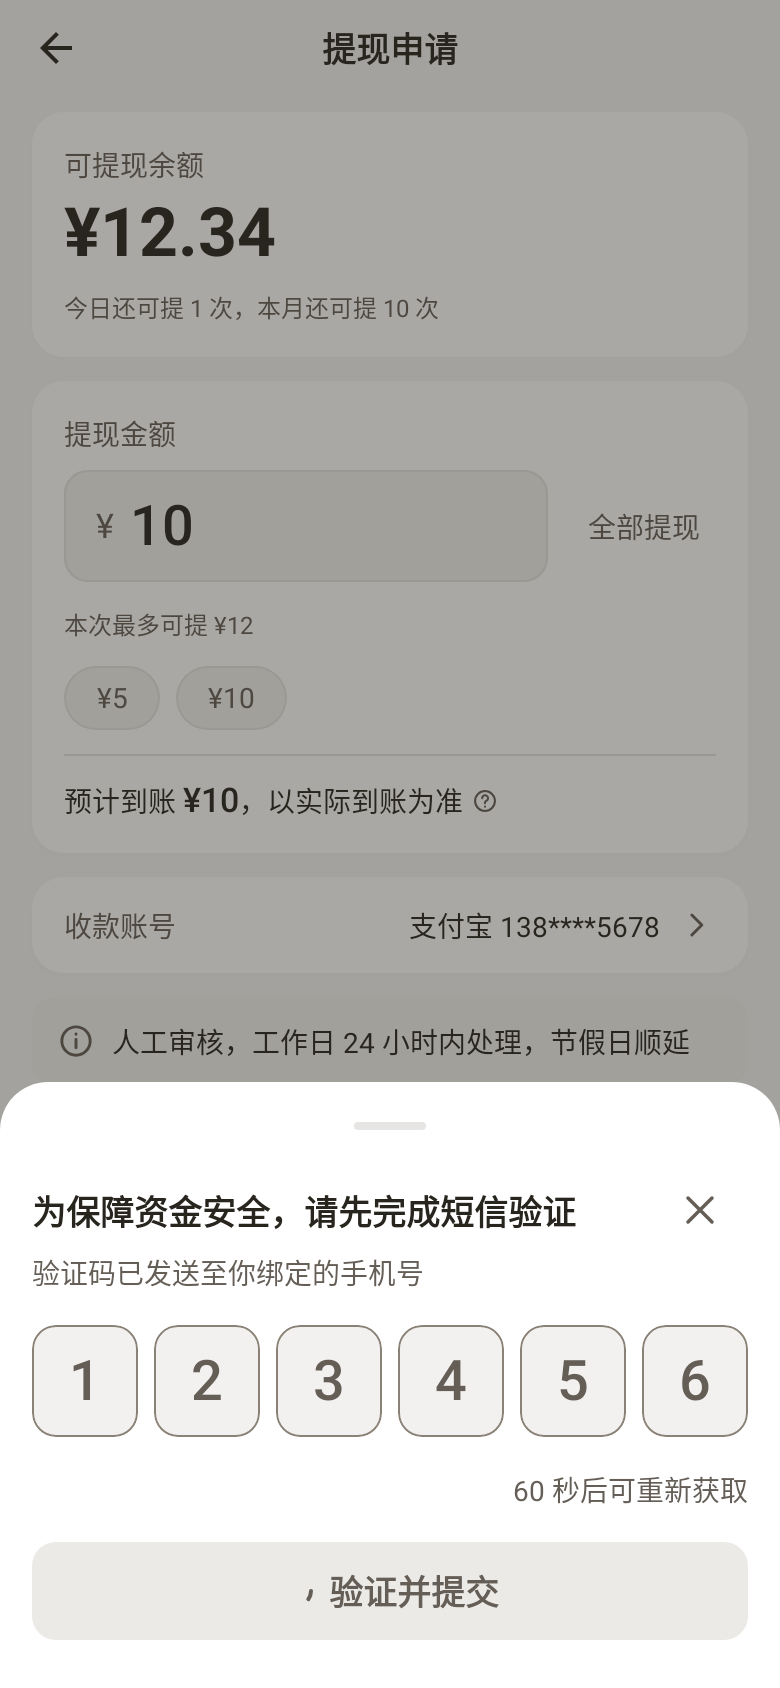 提现申请
可提现余额
¥12.34
今日还可提 1 次，本月还可提 10 次
提现金额
¥ 10
全部提现
本次最多可提 ¥12
¥5
¥10
预计到账 ¥10，以实际到账为准
收款账号
支付宝 138****5678
人工审核，工作日 24 小时内处理，节假日顺延
为保障资金安全，请先完成短信验证
验证码已发送至你绑定的手机号
1 2 3 4 5 6
60 秒后可重新获取
验证并提交